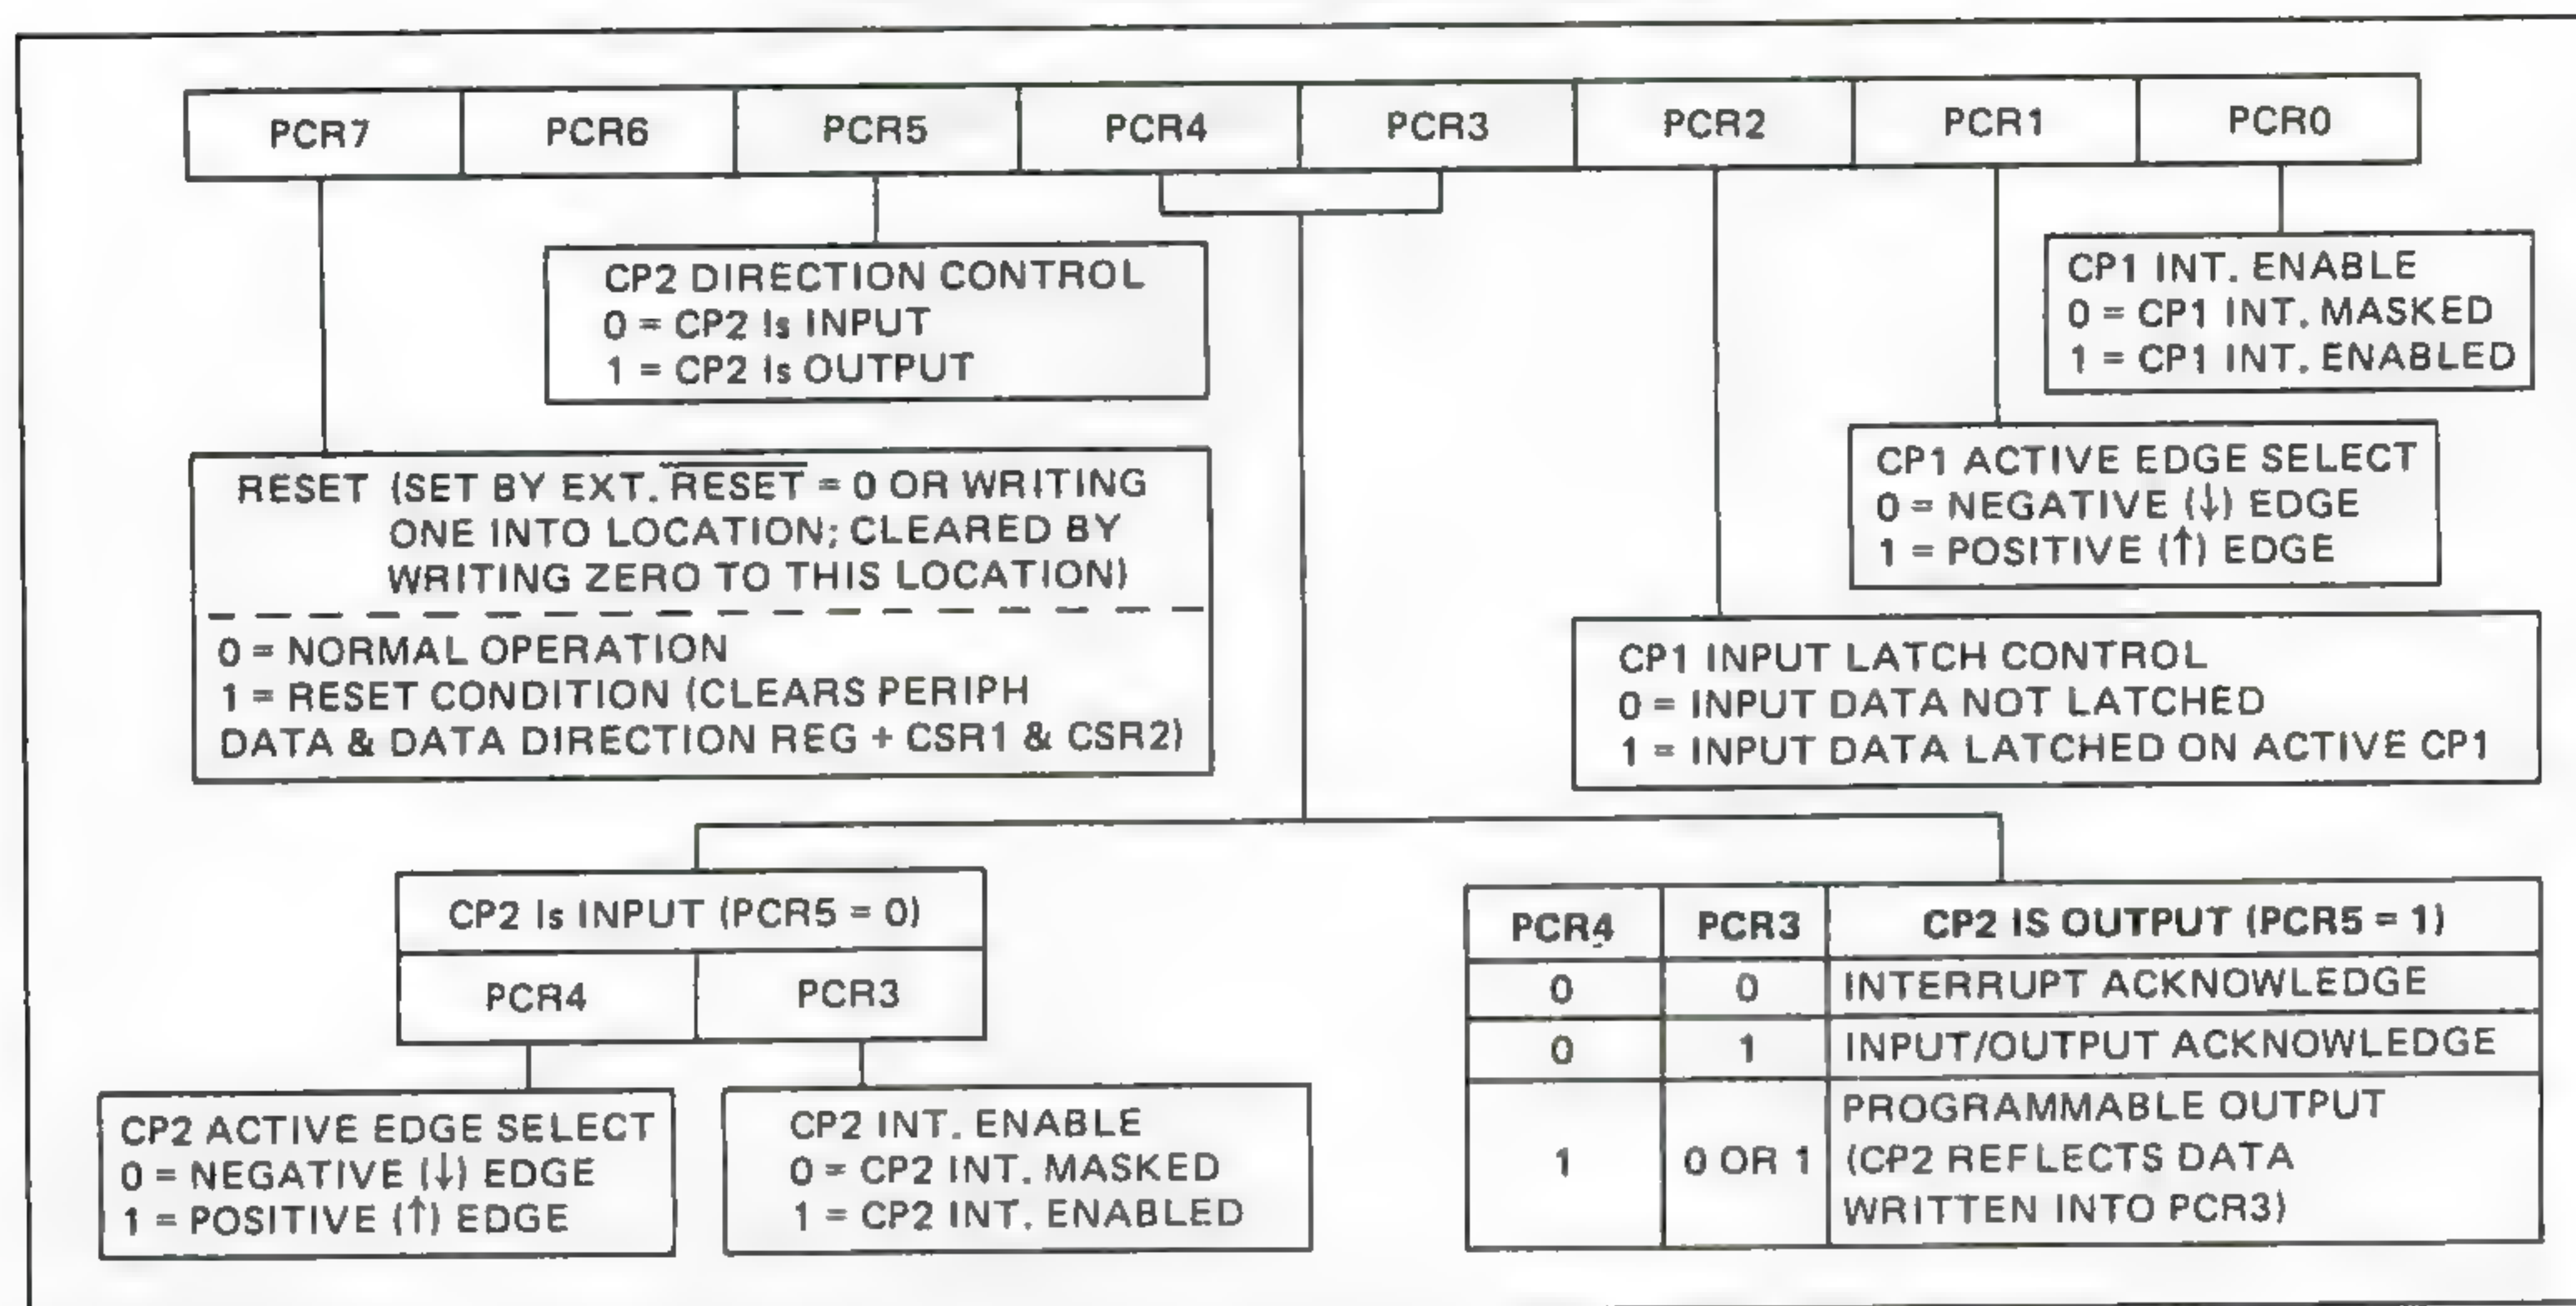 PCR7 PCR6 PCR5 PCR4 PCR3 PCR2 PCR1 PCR0
CP2 DIRECTION CONTROL
0 = CP2 Is INPUT
1 = CP2 Is OUTPUT
CP1 INT. ENABLE
0 = CP1 INT. MASKED
1 = CP1 INT. ENABLED
CP1 ACTIVE EDGE SELECT
0 = NEGATIVE (↓) EDGE
1 = POSITIVE (↑) EDGE
RESET (SET BY EXT. RESET = 0 OR WRITING
ONE INTO LOCATION; CLEARED BY
WRITING ZERO TO THIS LOCATION)
0 = NORMAL OPERATION
1 = RESET CONDITION (CLEARS PERIPH
DATA & DATA DIRECTION REG + CSR1 & CSR2)
CP1 INPUT LATCH CONTROL
0 = INPUT DATA NOT LATCHED
1 = INPUT DATA LATCHED ON ACTIVE CP1
CP2 Is INPUT (PCR5 = 0)
PCR4 PCR3
CP2 ACTIVE EDGE SELECT
0 = NEGATIVE (↓) EDGE
1 = POSITIVE (↑) EDGE
CP2 INT. ENABLE
0 = CP2 INT. MASKED
1 = CP2 INT. ENABLED
PCR4 PCR3 CP2 IS OUTPUT (PCR5 = 1)
0 0 INTERRUPT ACKNOWLEDGE
0 1 INPUT/OUTPUT ACKNOWLEDGE
1 0 OR 1 PROGRAMMABLE OUTPUT
(CP2 REFLECTS DATA
WRITTEN INTO PCR3)